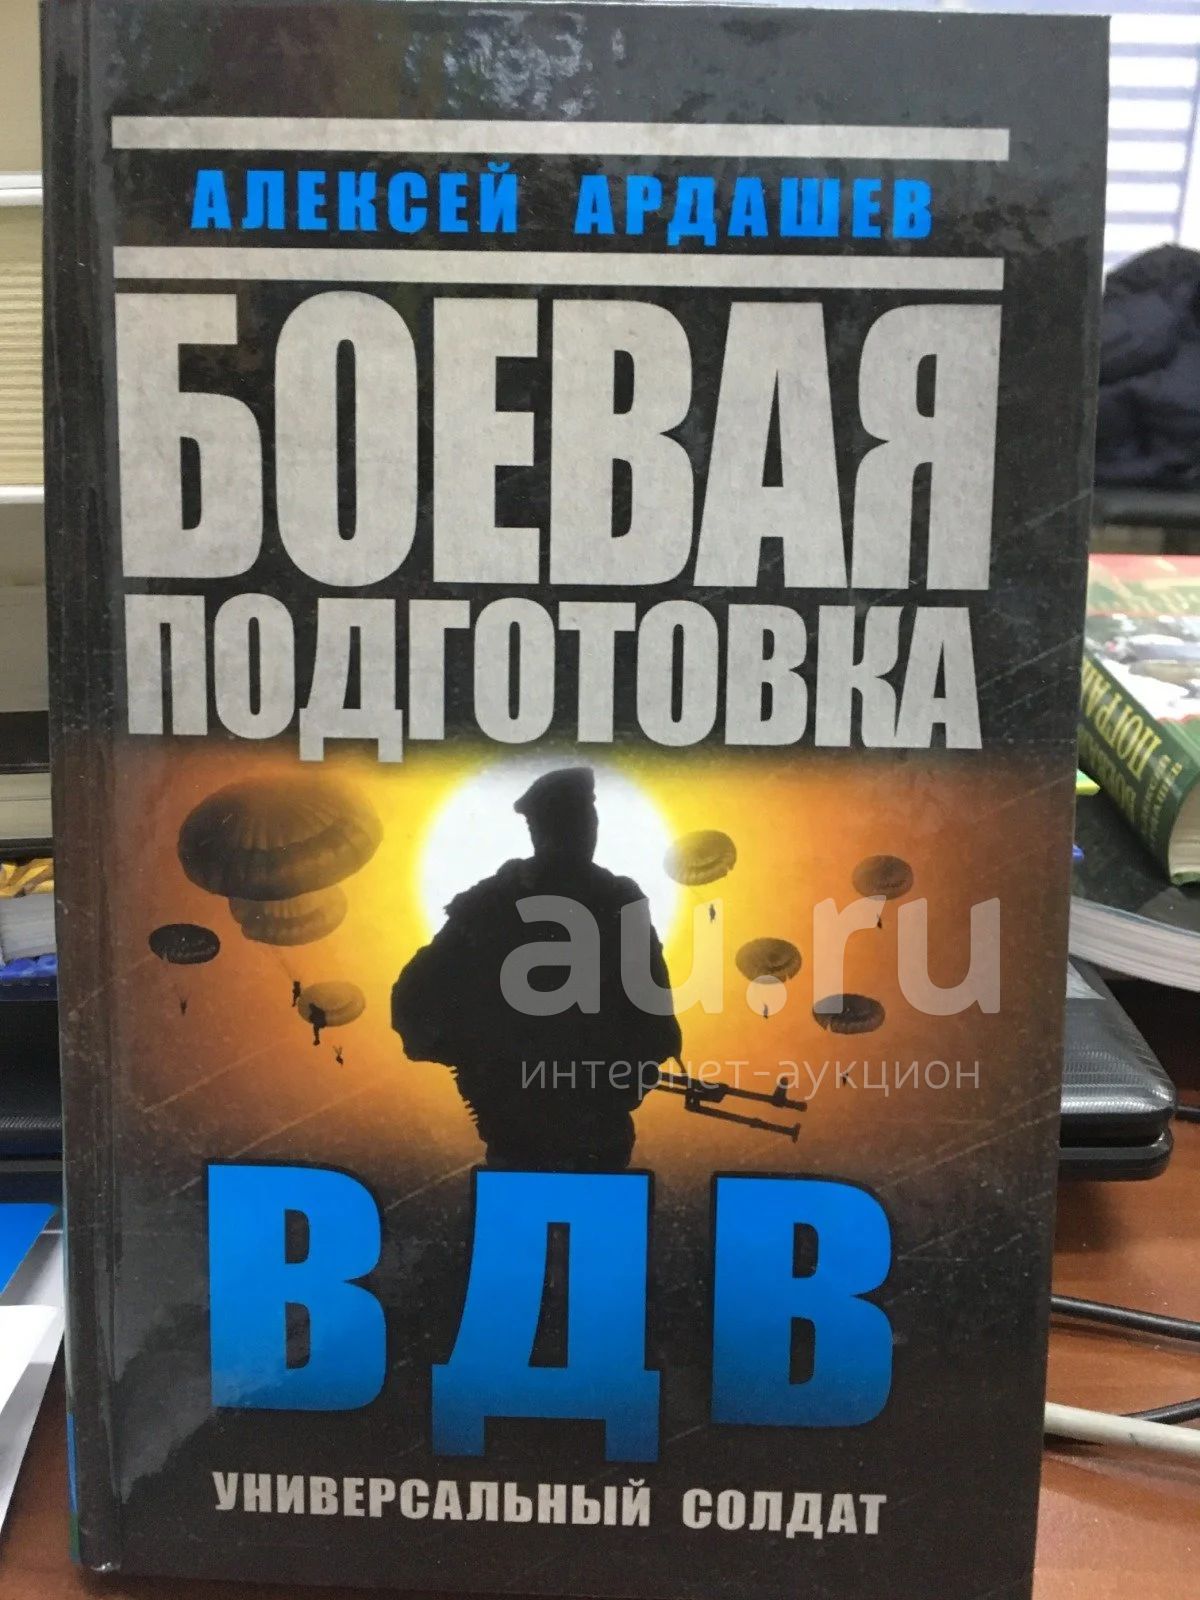 АЛЕКСЕЙ АРДАШЕВ
БОЕВАЯ
ПОДГОТОВКА
au.ru
интернет-аукцион
ВДВ
УНИВЕРСАЛЬНЫЙ СОЛДАТ